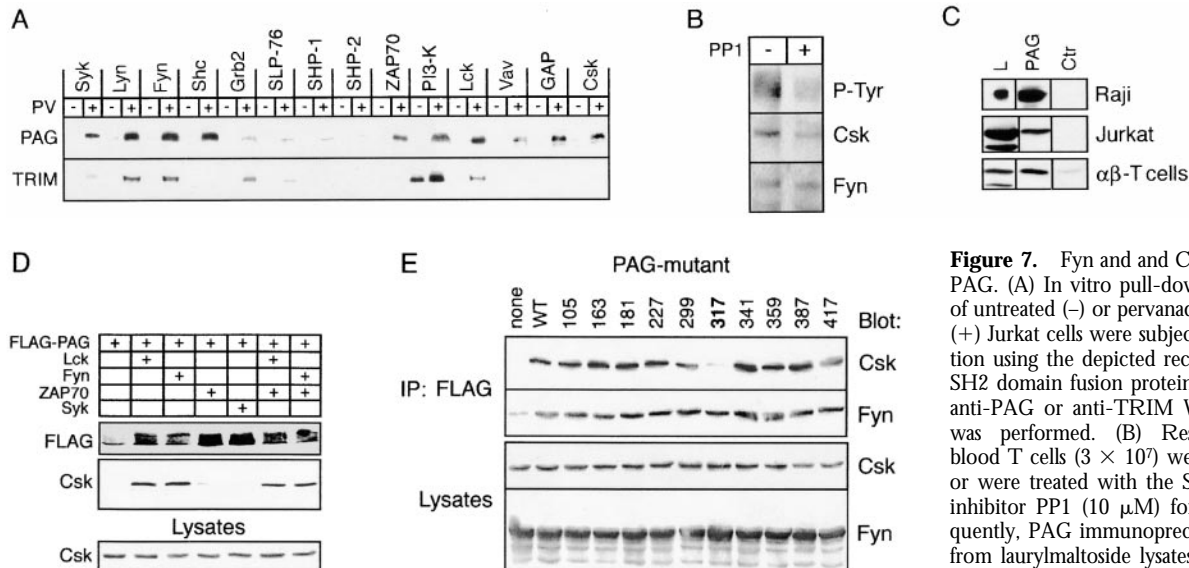 A
Syk Lyn Fyn Shc Grb2 SLP-76 SHP-1 SHP-2 ZAP70 PI3-K Lck Vav GAP Csk
PV - + - + - + - + - + - + - + - + - + - + - + - + - + - +
PAG
TRIM
B
PP1 - +
P-Tyr
Csk
Fyn
C
L PAG Ctr
Raji
Jurkat
αβ-T cells
D
FLAG-PAG + + + + + + +
Lck + +
Fyn + +
ZAP70 + + +
Syk +
FLAG
Csk
Lysates
Csk
E
PAG-mutant
none WT 105 163 181 227 299 317 341 359 387 417 Blot:
IP: FLAG
Csk
Fyn
Lysates
Csk
Fyn
Figure 7. Fyn and and C
PAG. (A) In vitro pull-dow
of untreated (–) or pervanad
(+) Jurkat cells were subjec
tion using the depicted rec
SH2 domain fusion protein
anti-PAG or anti-TRIM W
was performed. (B) Res
blood T cells (3 × 10⁷) we
or were treated with the S
inhibitor PP1 (10 μM) for
quently, PAG immunoprec
from laurylmaltoside lysates